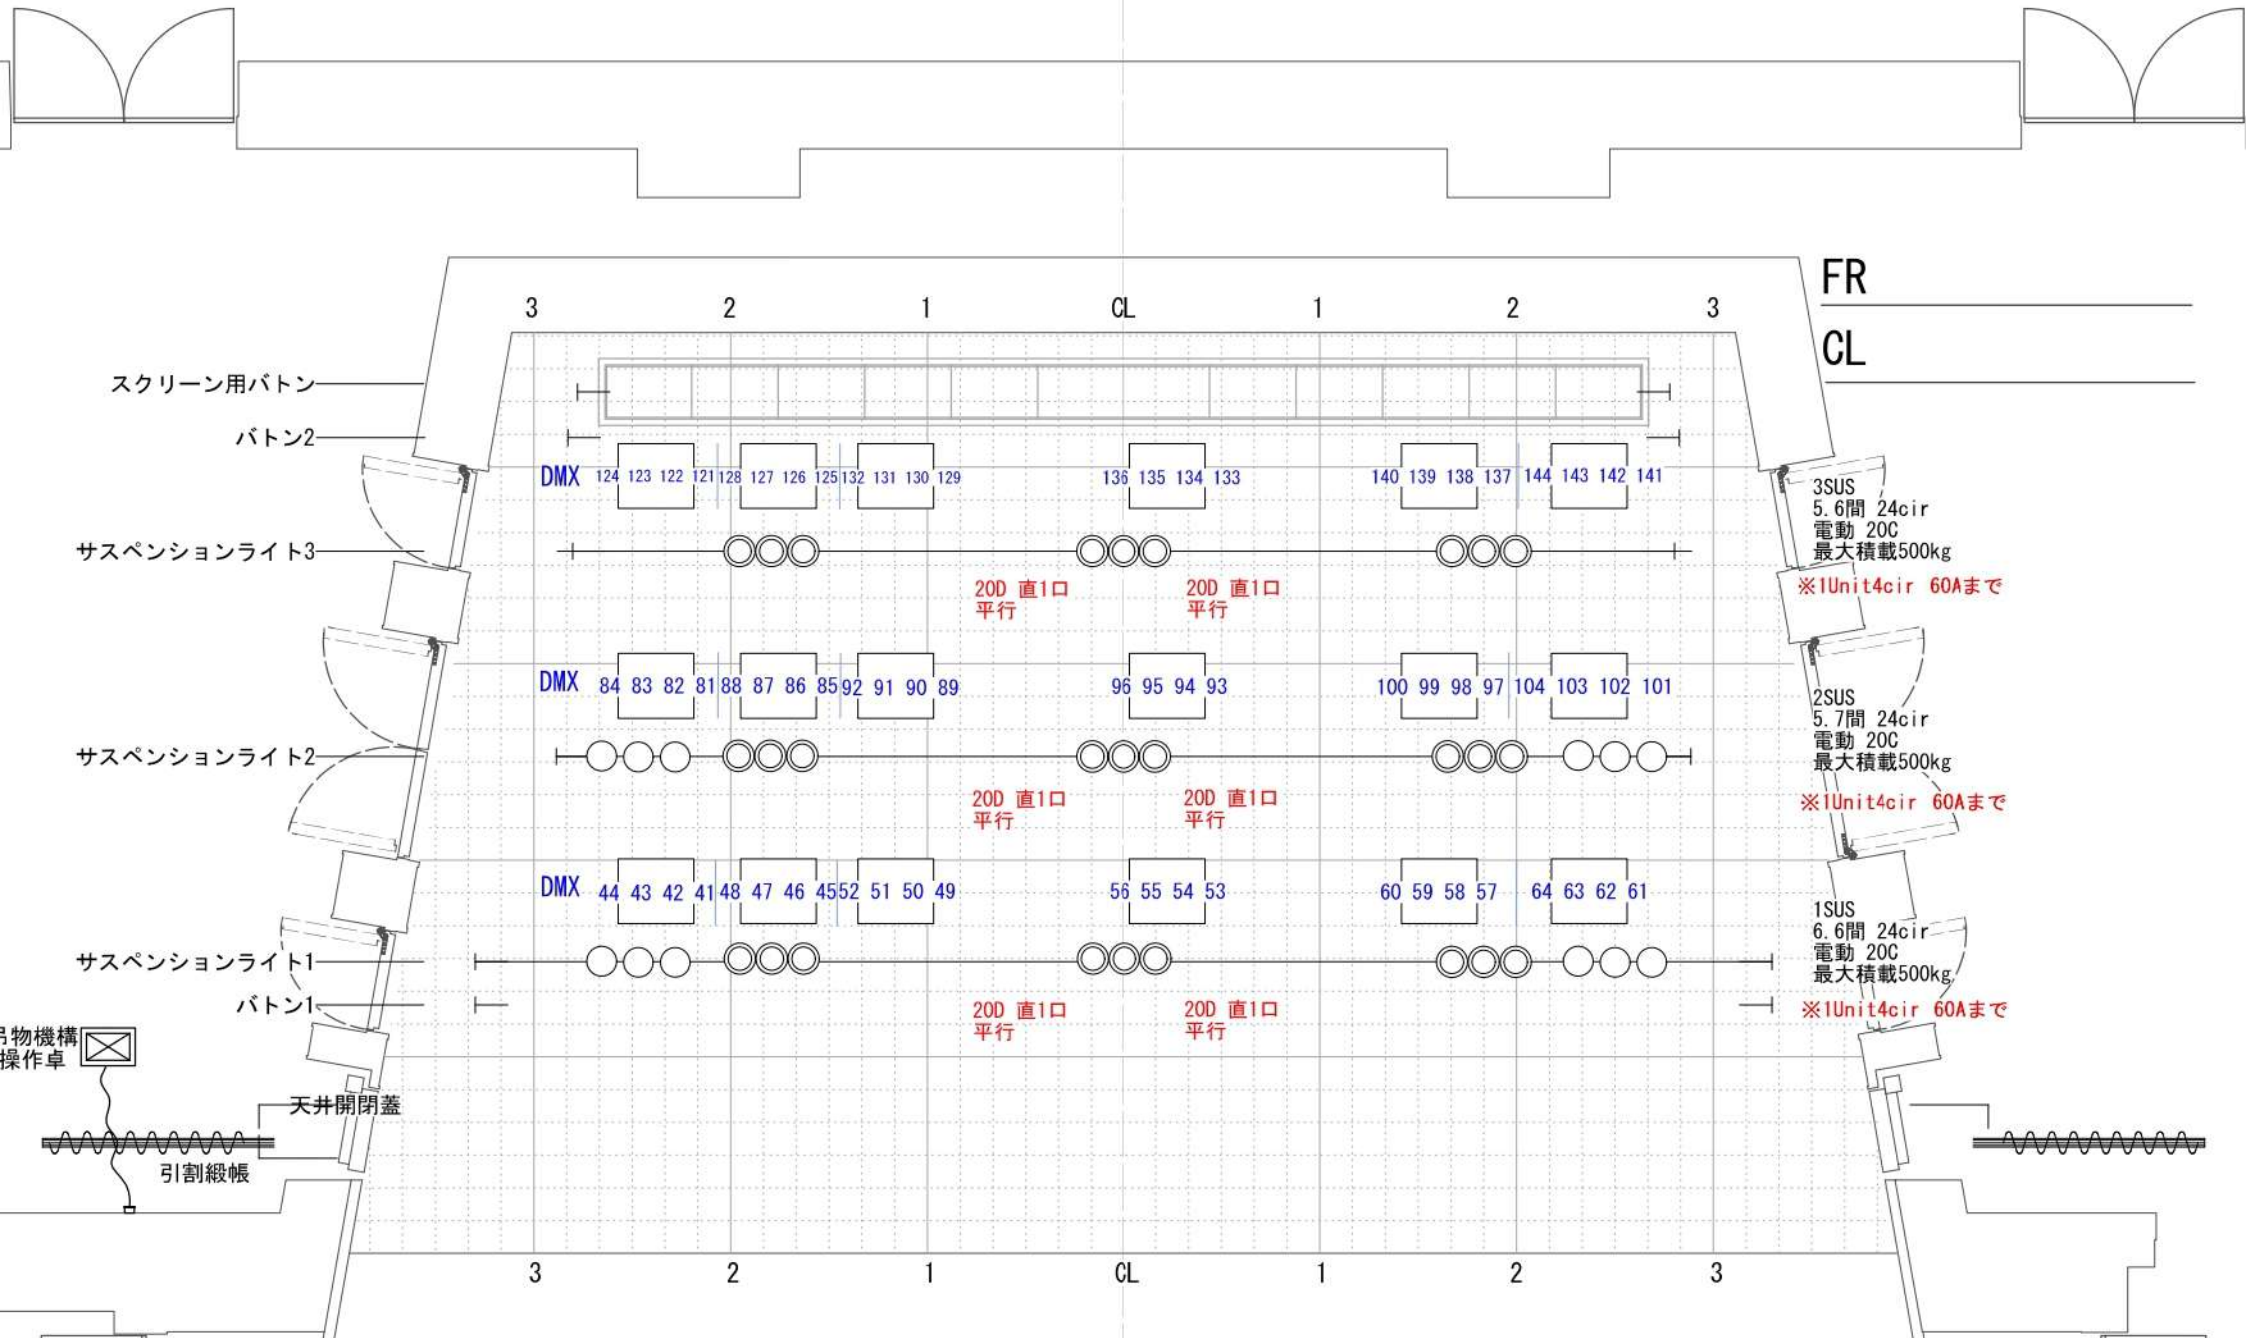 FR
CL
3 2 1 CL 1 2 3
スクリーン用バトン
バトン2
DMX 124 123 122 121 128 127 126 125 132 131 130 129 136 135 134 133 140 139 138 137 144 143 142 141
3SUS
5.6間 24cir
電動 20C
最大積載500kg
※1Unit4cir 60Aまで
サスペンションライト3
20D 直1口
平行
20D 直1口
平行
DMX 84 83 82 81 88 87 86 85 92 91 90 89 96 95 94 93 100 99 98 97 104 103 102 101
2SUS
5.7間 24cir
電動 20C
最大積載500kg
※1Unit4cir 60Aまで
サスペンションライト2
20D 直1口
平行
20D 直1口
平行
DMX 44 43 42 41 48 47 46 45 52 51 50 49 56 55 54 53 60 59 58 57 64 63 62 61
1SUS
6.6間 24cir
電動 20C
最大積載500kg
※1Unit4cir 60Aまで
サスペンションライト1
バトン1
20D 直1口
平行
20D 直1口
平行
吊物機構
操作卓
天井開閉蓋
引割緞帳
3 2 1 CL 1 2 3